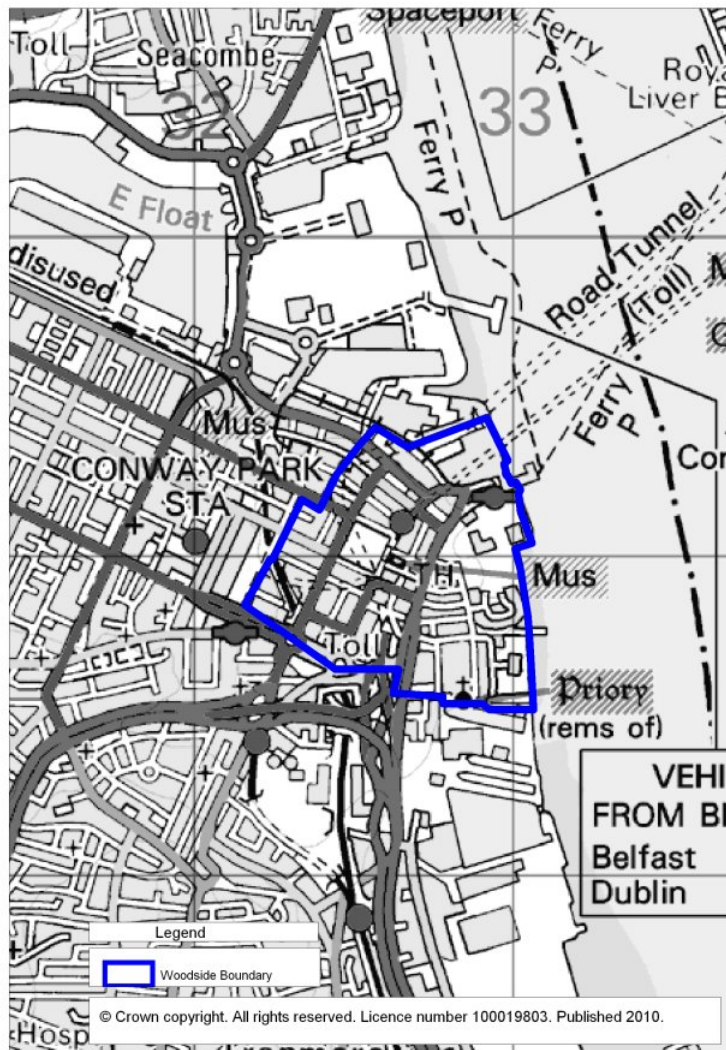 Spaceport
Ferry
P
Toll
Seacombe
32
33
Liver B
Ferry P
E Float
disused
Road Tunnel
(Toll)
M
Mus
Ferry
P
CONWAY PARK
STA
Con
TH
Mus
Toll
Priory
(rems of)
VEHI
FROM BI
Belfast
Dublin
Legend
Woodside Boundary
© Crown copyright. All rights reserved. Licence number 100019803. Published 2010.
Hosp